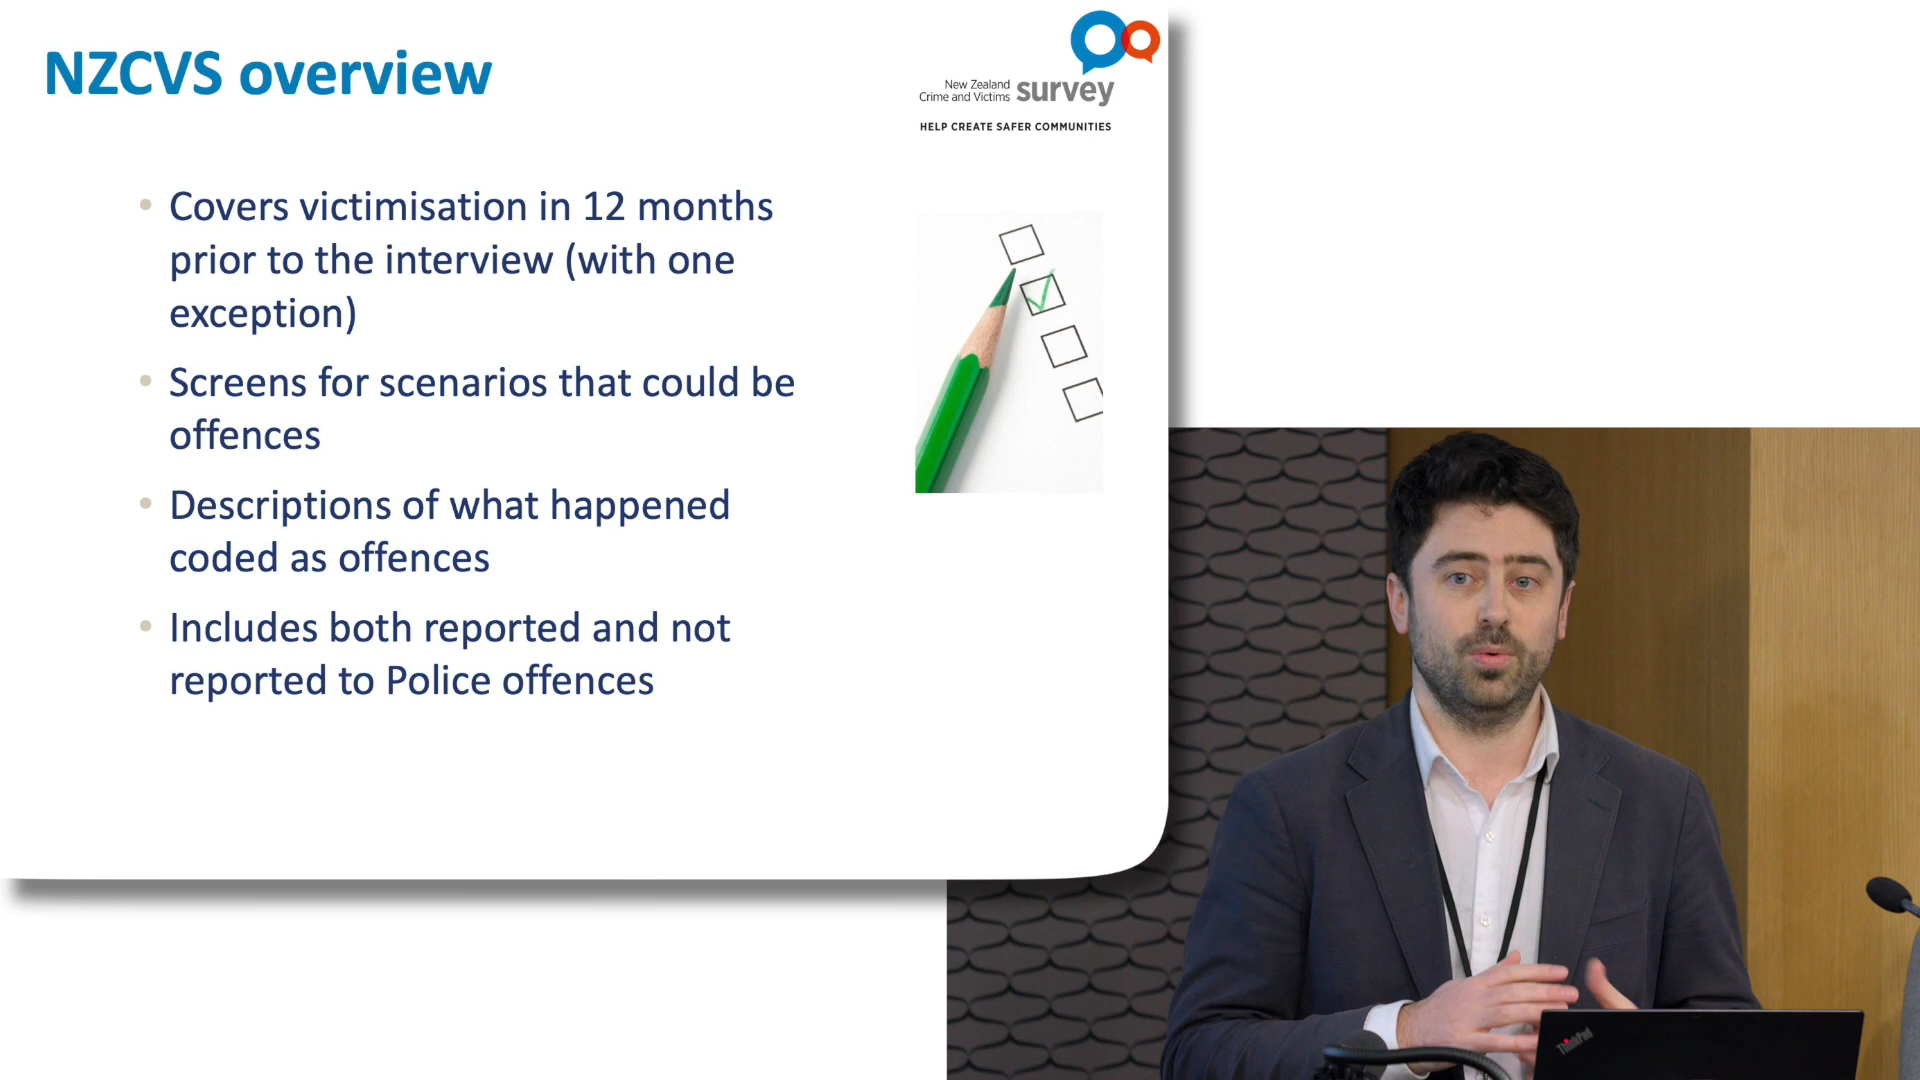 NZCVS overview
New Zealand
Crime and Victims survey
HELP CREATE SAFER COMMUNITIES
• Covers victimisation in 12 months
prior to the interview (with one
exception)
• Screens for scenarios that could be
offences
• Descriptions of what happened
coded as offences
• Includes both reported and not
reported to Police offences
ThinkPad